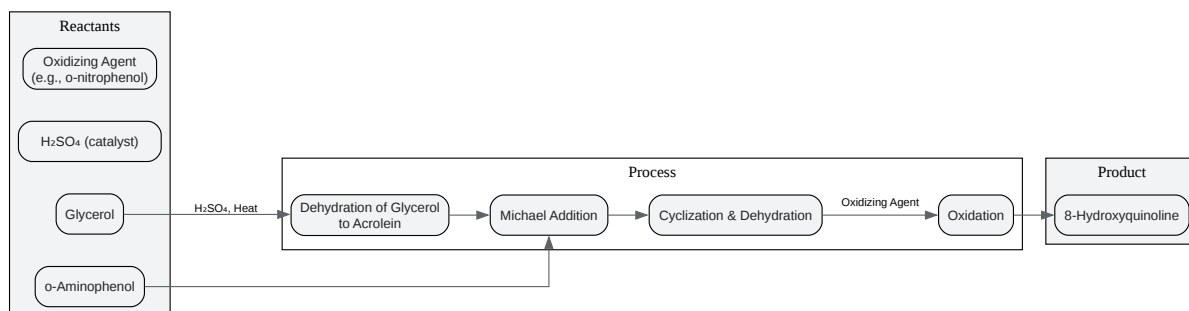 Reactants
Oxidizing Agent
(e.g., o-nitrophenol)
H₂SO₄ (catalyst)
Glycerol
o-Aminophenol
H₂SO₄, Heat
Process
Dehydration of Glycerol
to Acrolein
Michael Addition
Cyclization & Dehydration
Oxidizing Agent
Oxidation
Product
8-Hydroxyquinoline